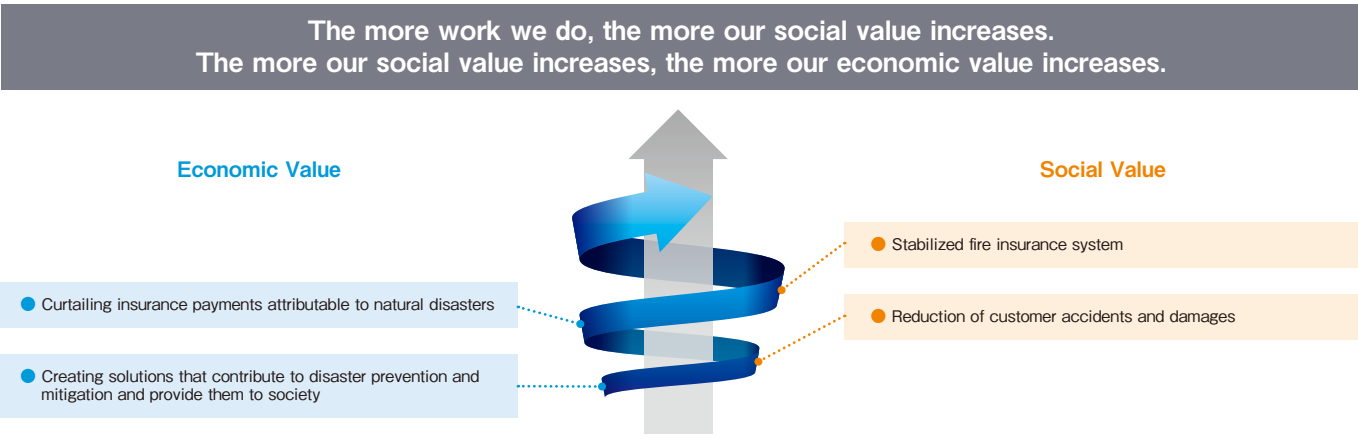 The more work we do, the more our social value increases.
The more our social value increases, the more our economic value increases.
Economic Value
Social Value
Stabilized fire insurance system
Curtailing insurance payments attributable to natural disasters
Reduction of customer accidents and damages
Creating solutions that contribute to disaster prevention and
mitigation and provide them to society